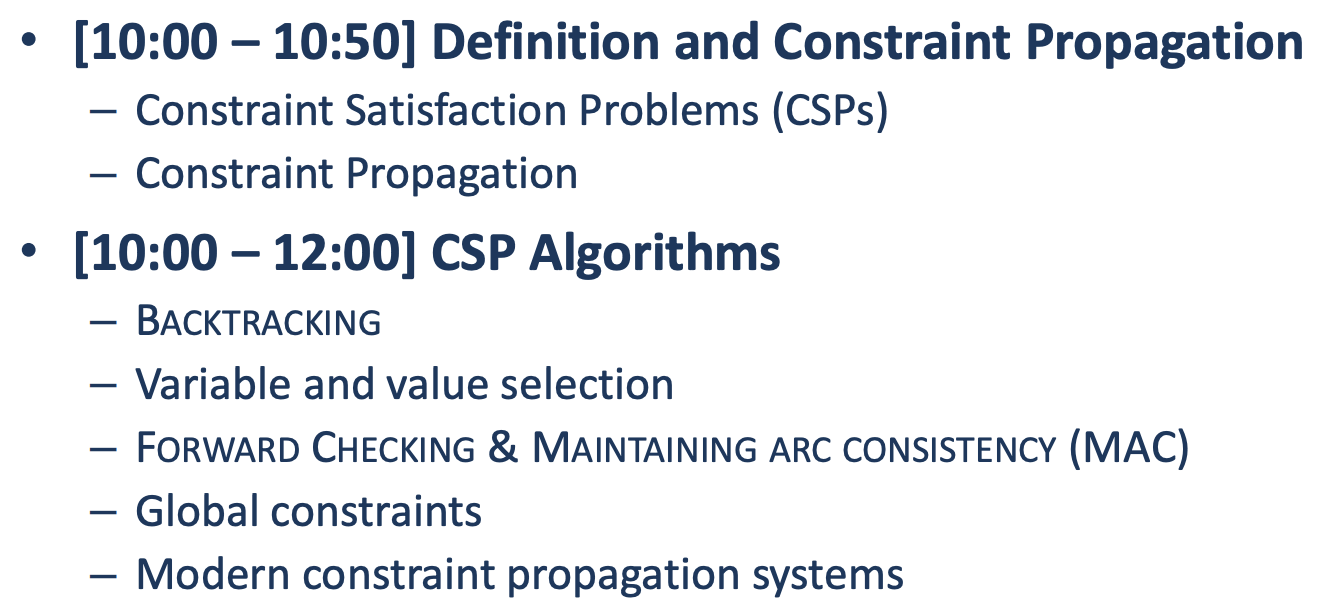 • [10:00 – 10:50] Definition and Constraint Propagation
– Constraint Satisfaction Problems (CSPs)
– Constraint Propagation
• [10:00 – 12:00] CSP Algorithms
– BACKTRACKING
– Variable and value selection
– FORWARD CHECKING & MAINTAINING ARC CONSISTENCY (MAC)
– Global constraints
– Modern constraint propagation systems